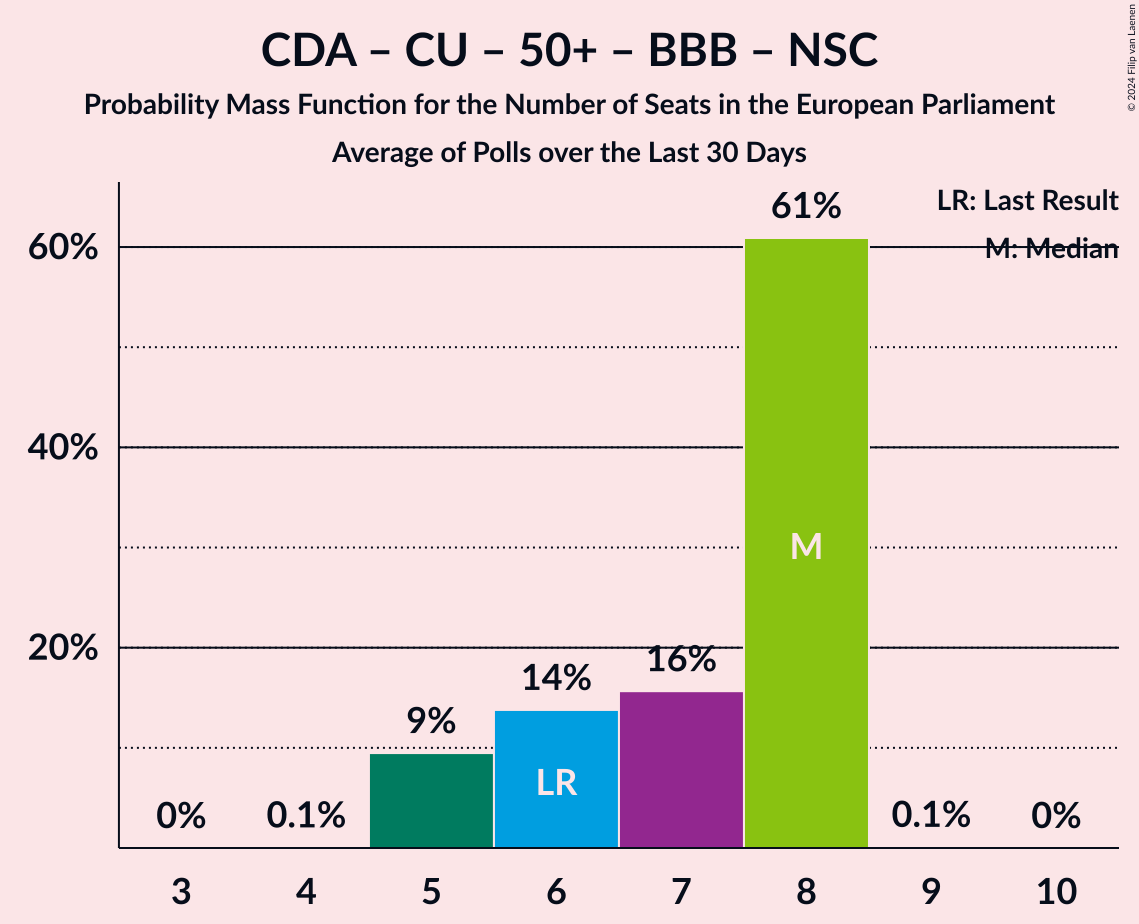 CDA – CU – 50+ – BBB – NSC
Probability Mass Function for the Number of Seats in the European Parliament
Average of Polls over the Last 30 Days
© 2024 Filip van Laenen
LR: Last Result
M: Median
60%
40%
20%
0%
0.1%
9%
14%
16%
61%
0.1%
0%
LR
M
3 4 5 6 7 8 9 10